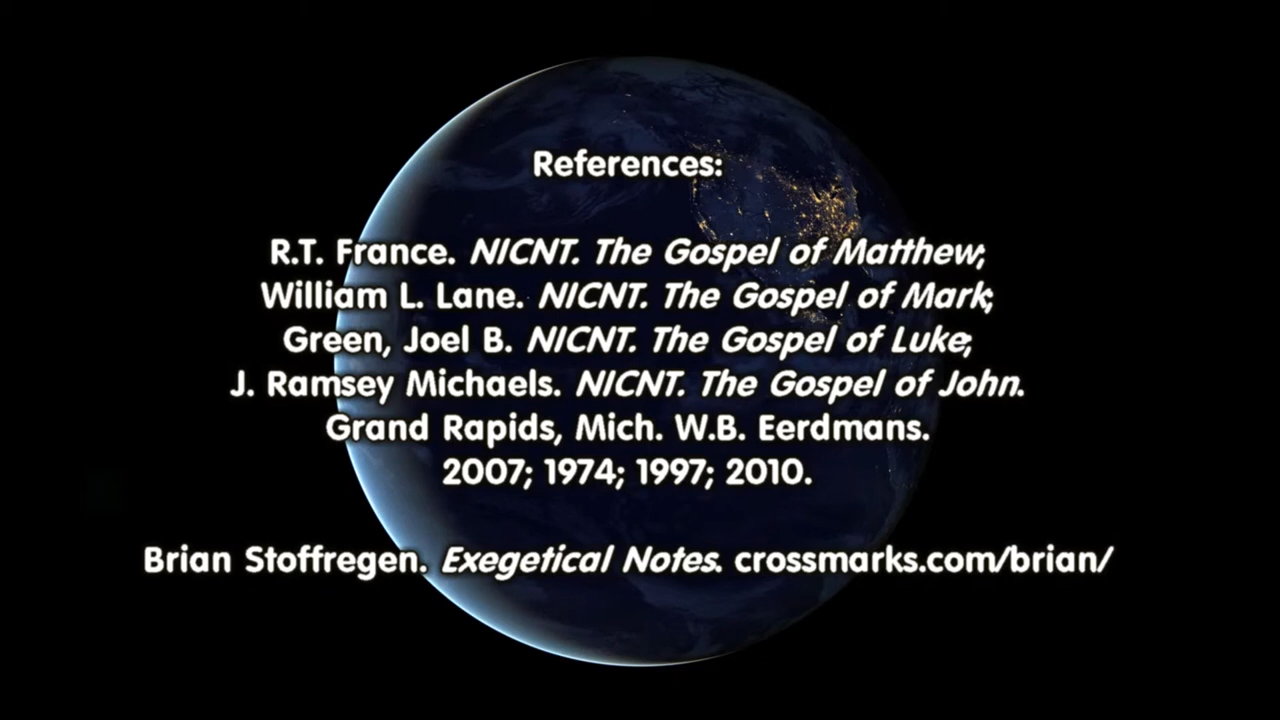 References:
R.T. France. NICNT. The Gospel of Matthew;
William L. Lane. NICNT. The Gospel of Mark;
Green, Joel B. NICNT. The Gospel of Luke;
J. Ramsey Michaels. NICNT. The Gospel of John.
Grand Rapids, Mich. W.B. Eerdmans.
2007; 1974; 1997; 2010.
Brian Stoffregen. Exegetical Notes. crossmarks.com/brian/